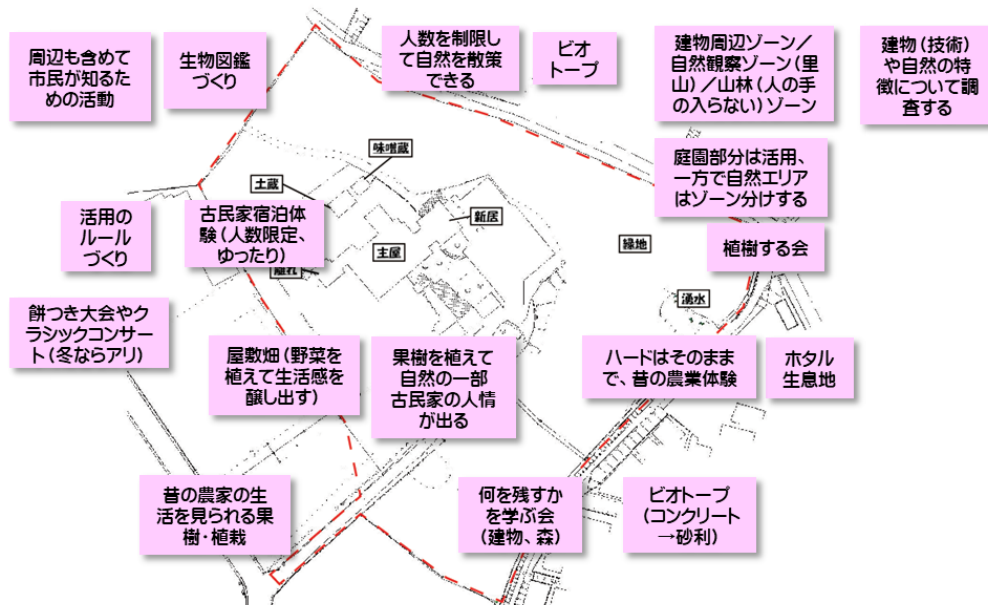 周辺も含めて
市民が知るた
めの活動
生物図鑑
づくり
人数を制限し
て自然を散策
できる
ビオ
トープ
建物周辺ゾーン／
自然観察ゾーン（里
山）／山林（人の手
の入らない）ゾーン
建物（技術）
や自然の特
徴について調
査する
味噌蔵
土蔵
新居
主屋
離れ
緑地
湧水
庭園部分は活用、
一方で自然エリア
はゾーン分けする
活用の
ルール
づくり
古民家宿泊体
験（人数限定、
ゆったり）
植樹する会
餅つき大会やク
ラシックコンサー
ト（冬ならアリ）
屋敷畑（野菜を
植えて生活感を
醸し出す）
果樹を植えて
自然の一部
古民家の人情
が出る
ハードはそのまま
で、昔の農業体験
ホタル
生息地
昔の農家の生
活を見られる果
樹・植栽
何を残すか
を学ぶ会
（建物、森）
ビオトープ
（コンクリート
→砂利）